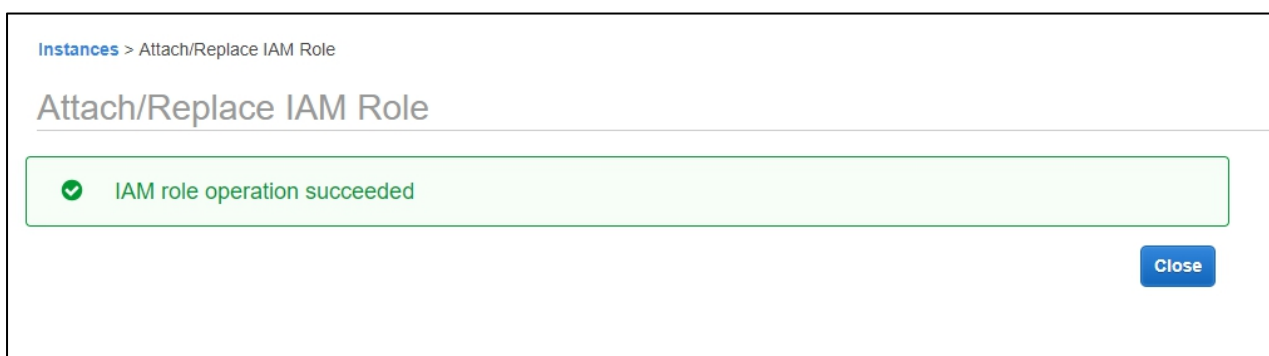 Instances > Attach/Replace IAM Role
Attach/Replace IAM Role
IAM role operation succeeded
Close